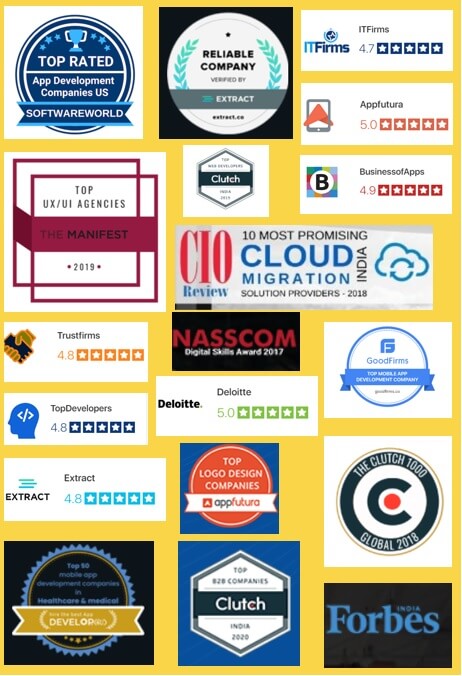 TOP RATED
App Development
Companies US
SOFTWAREWORLD
RELIABLE
COMPANY
VERIFIED BY
EXTRACT
extract.co
ITFirms
ITFirms
4.7
Appfutura
5.0
BusinessofApps
B
4.9
TOP
UX/UI AGENCIES
THE MANIFEST
•2019•
TOP
WEB DEVELOPERS
Clutch
INDIA
2019
CIO
Review
10 MOST PROMISING
CLOUD
MIGRATION
INDIA
SOLUTION PROVIDERS - 2018
Trustfirms
4.8
NASSCOM
Digital Skills Award 2017
GoodFirms
TOP MOBILE APP
DEVELOPMENT COMPANY
goodfirms.co
TopDevelopers
</>
4.8
Deloitte
Deloitte.
5.0
Extract
EXTRACT
4.8
TOP
LOGO DESIGN
COMPANIES
appfutura
THE CLUTCH 1000
C
GLOBAL 2018
Top 50
mobile app
development companies
in
Healthcare & medical
TOP
B2B COMPANIES
Clutch
INDIA
2020
INDIA
Forbes